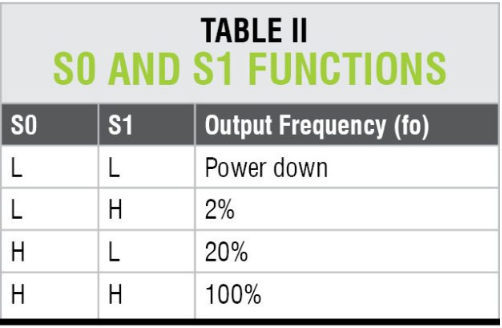 TABLE II
S0 AND S1 FUNCTIONS
S0 S1 Output Frequency (fo)
L L Power down
L H 2%
H L 20%
H H 100%